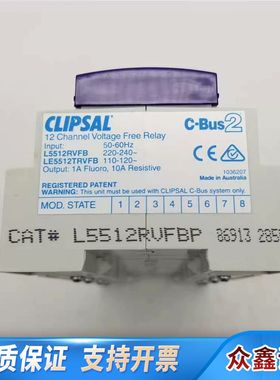 CLIPSAL
C-Bus2
12 Channel Voltage Free Relay
Input: 50-60Hz
L5512RVFB 220-240~
LE5512TRVFB 110-120~
Output: 1A Fluoro, 10A Resistive
1036207
Made in Australia
REGISTERED PATENT
WARNING: This unit must be used with CLIPSAL C-Bus system only.
MOD. STATE 1 2 3 4 5 6 7 8
CAT# L5512RVFBP 86913
质保证 支持开票 众鑫